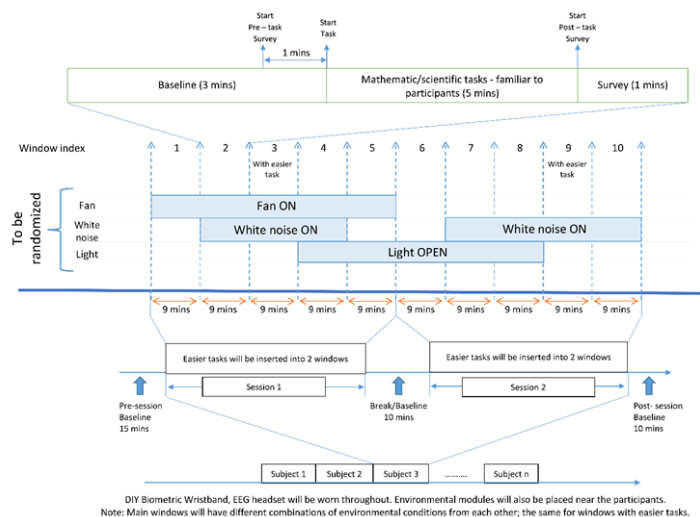 Start
Pre – task
Survey
Start
Task
Start
Post – task
Survey
1 mins
Baseline (3 mins)
Mathematic/scientific tasks - familiar to
participants (5 mins)
Survey (1 mins)
Window index
1
2
3
4
5
6
7
8
9
10
With easier
task
With easier
task
To be
randomized
Fan
Fan ON
White
noise
White noise ON
White noise ON
Light
Light OPEN
9 mins
9 mins
9 mins
9 mins
9 mins
9 mins
9 mins
9 mins
9 mins
9 mins
Easier tasks will be inserted into 2 windows
Easier tasks will be inserted into 2 windows
Session 1
Session 2
Pre-session
Baseline
15 mins
Break/Baseline
10 mins
Post- session
Baseline
10 mins
Subject 1
Subject 2
Subject 3
..........
Subject n
DIY Biometric Wristband, EEG headset will be worn throughout. Environmental modules will also be placed near the participants.
Note: Main windows will have different combinations of environmental conditions from each other; the same for windows with easier tasks.